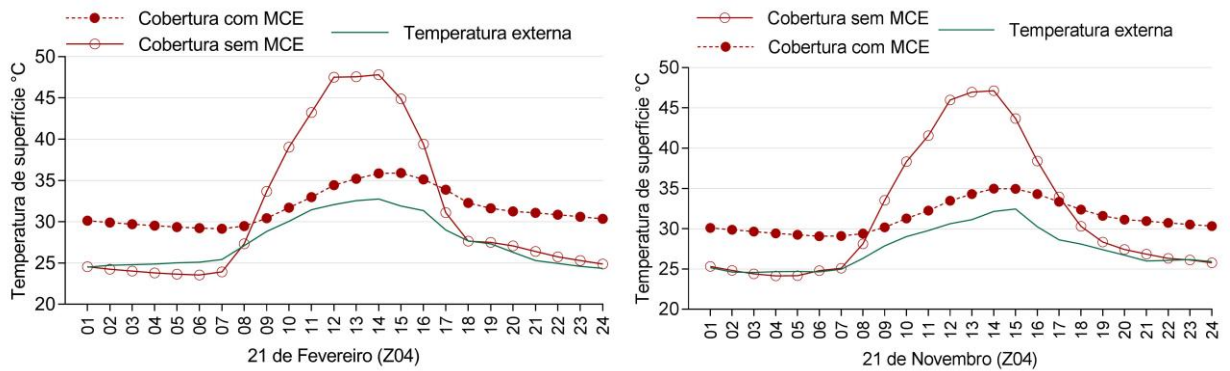 Cobertura com MCE
Cobertura sem MCE
Temperatura externa
Temperatura de superfície °C
50
45
40
35
30
25
20
01 02 03 04 05 06 07 08 09 10 11 12 13 14 15 16 17 18 19 20 21 22 23 24
21 de Fevereiro (Z04)
Cobertura sem MCE
Temperatura externa
Cobertura com MCE
Temperatura de superfície °C
50
45
40
35
30
25
20
01 02 03 04 05 06 07 08 09 10 11 12 13 14 15 16 17 18 19 20 21 22 23 24
21 de Novembro (Z04)